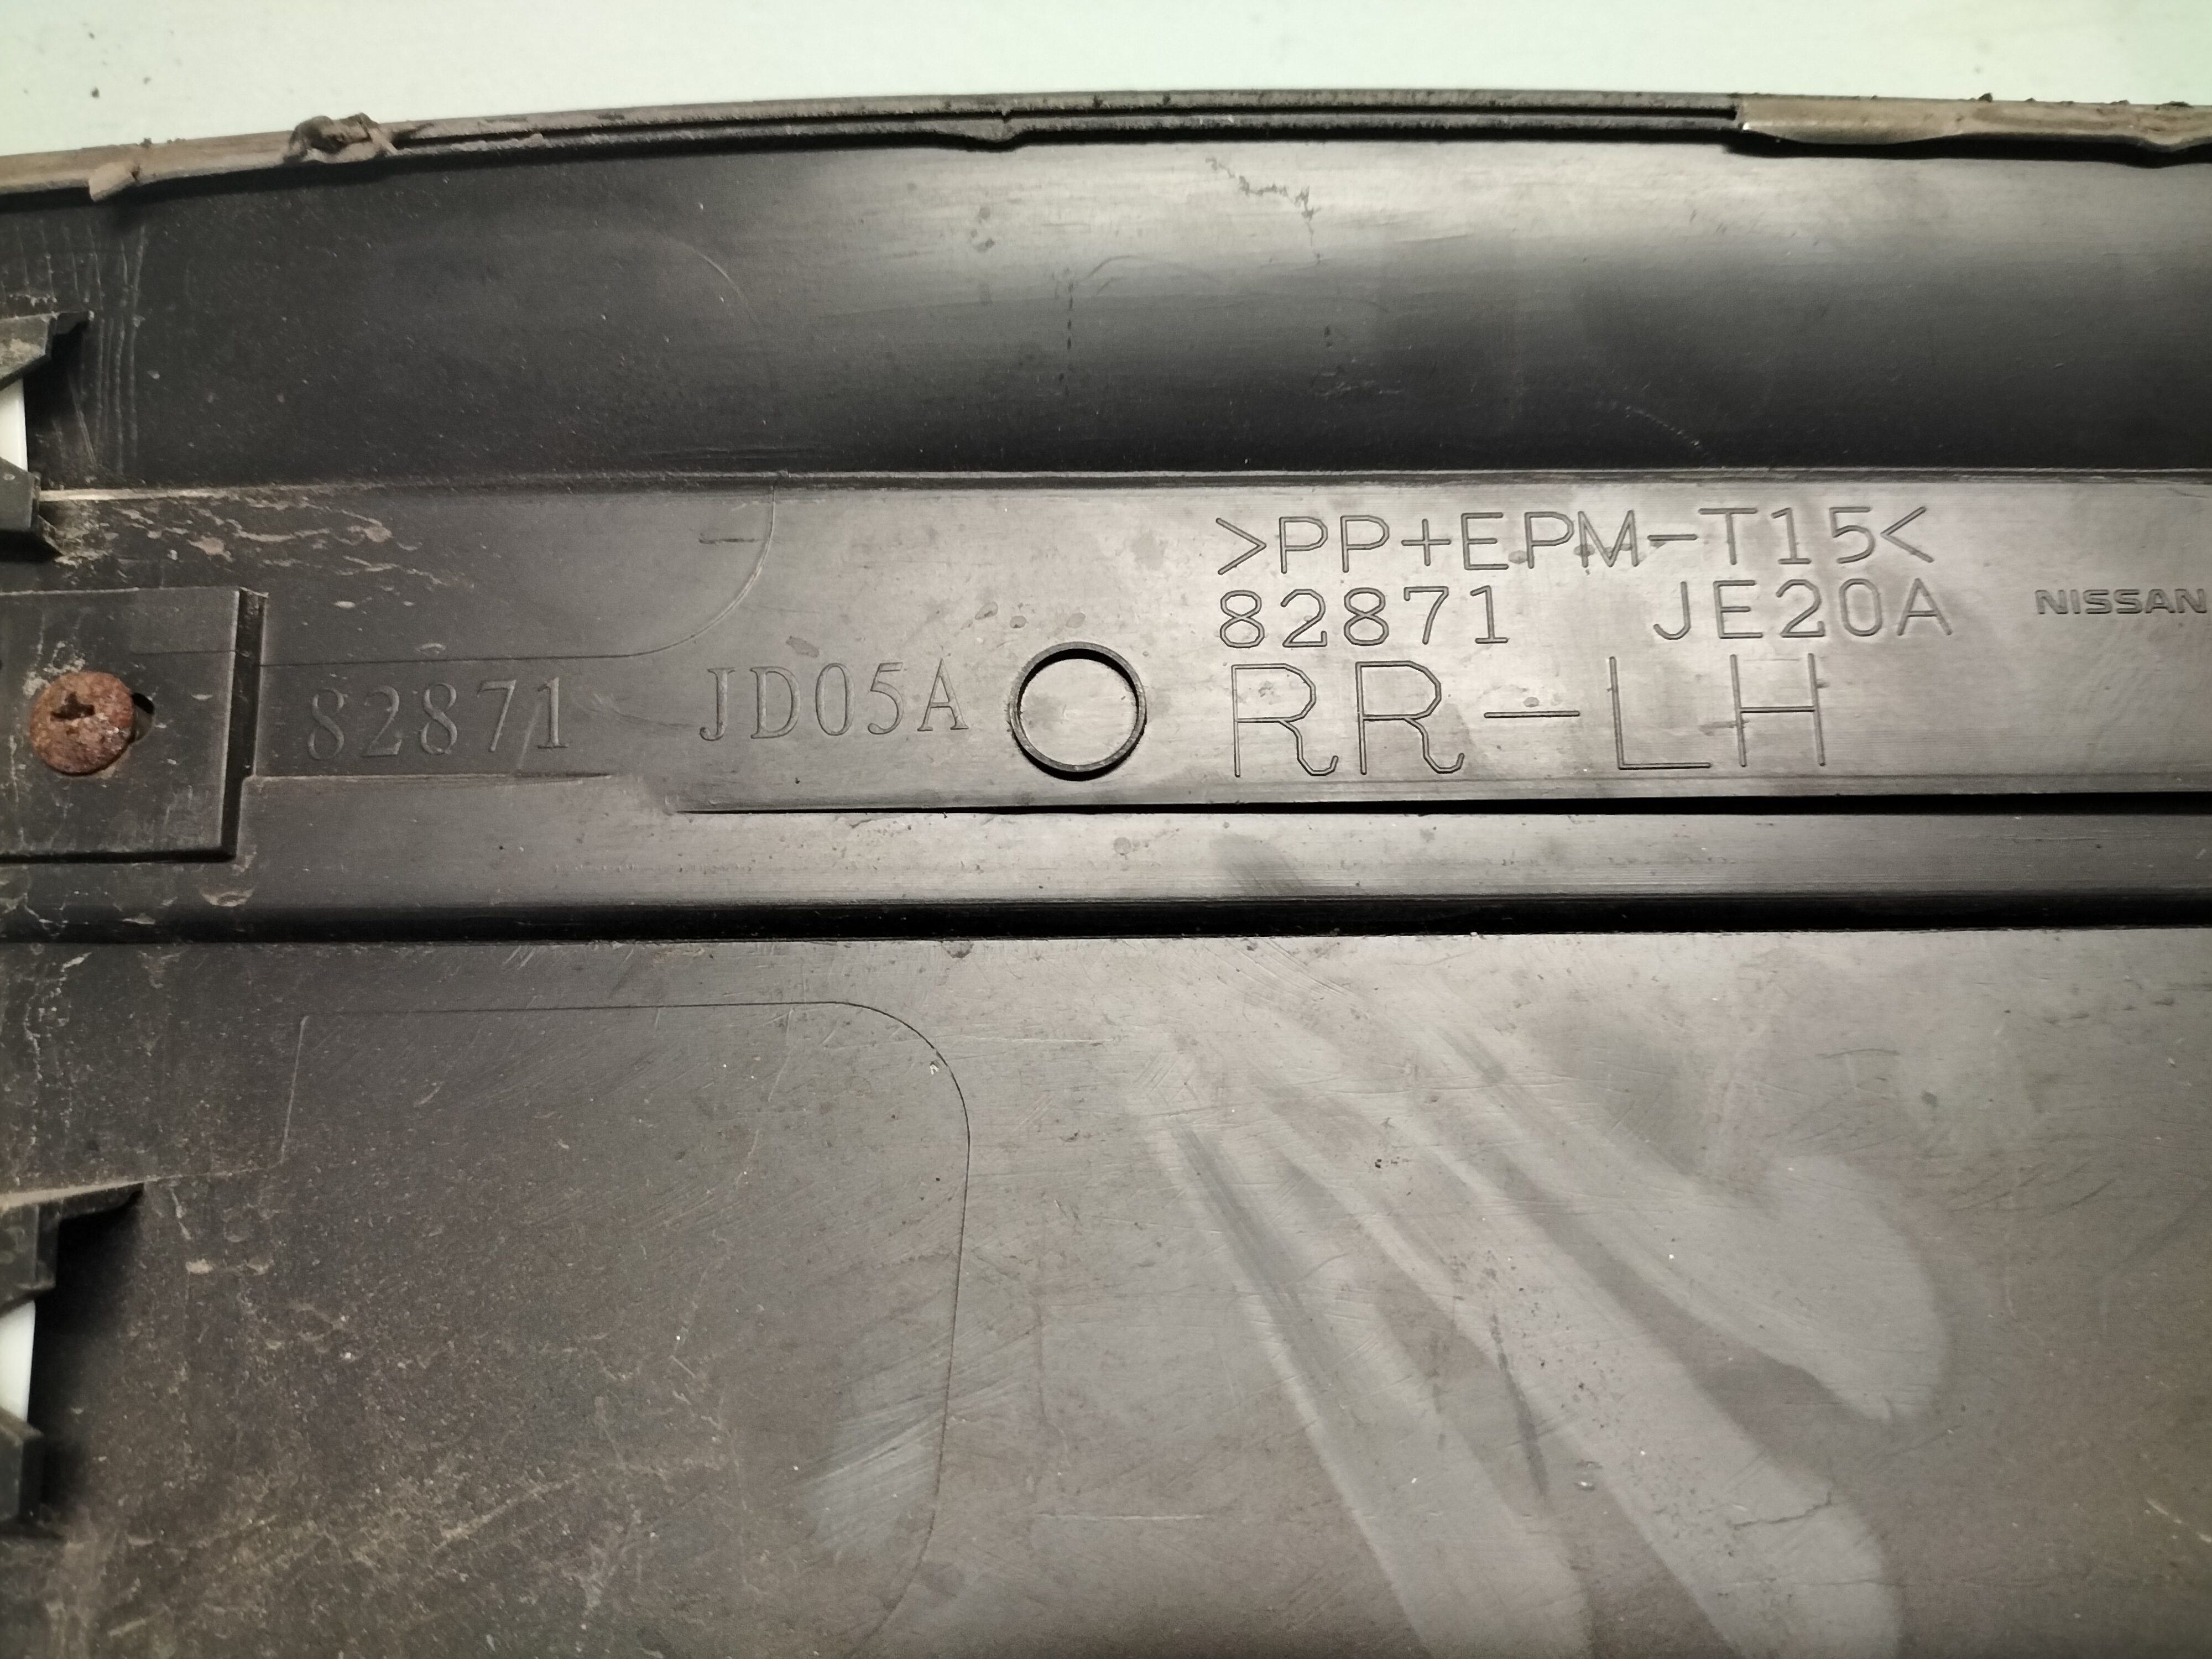 >PP+EPM-T15<
82871 JE20A
NISSAN
82871 JD05A
RR-LH